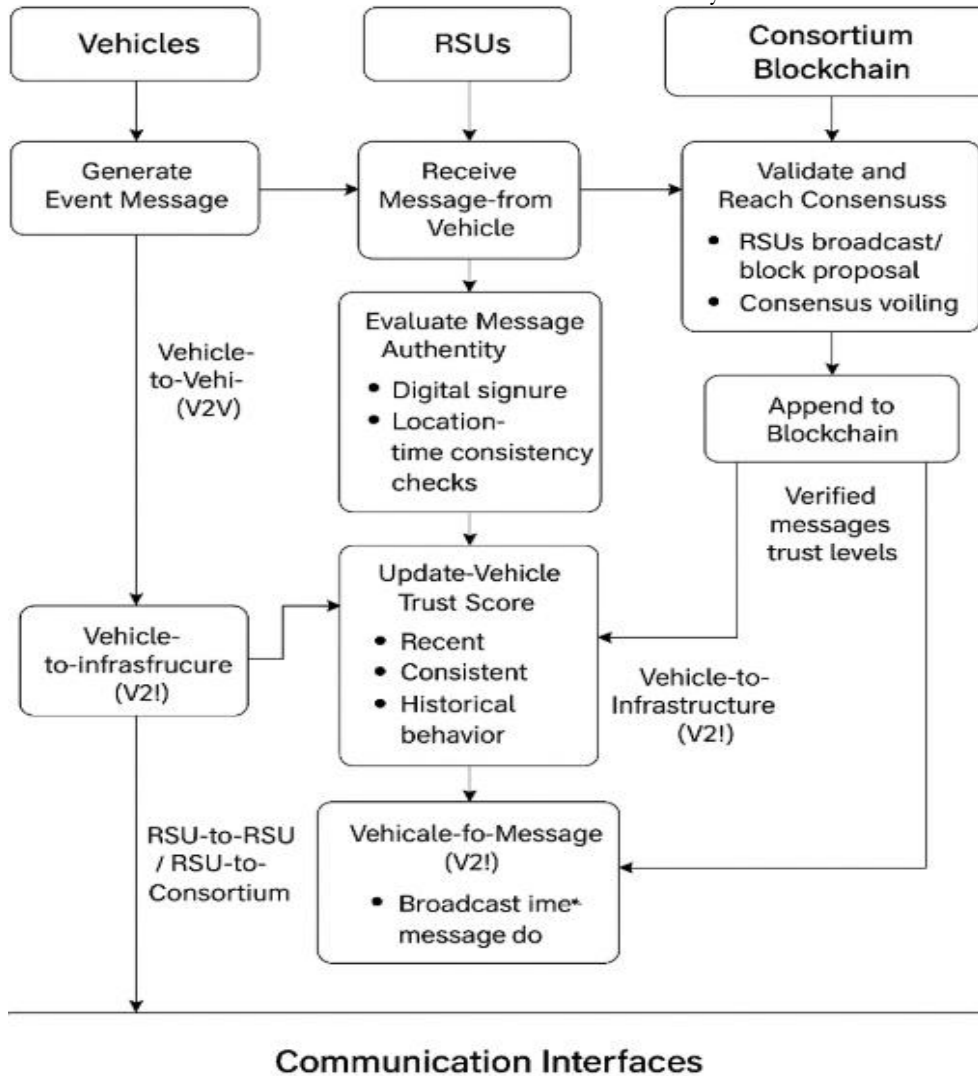 Vehicles
RSUs
Consortium
Blockchain
Generate
Event Message
Receive
Message-from
Vehicle
Validate and
Reach Consensuss
• RSUs broadcast/
block proposal
• Consensus voiling
Vehicle-
to-Vehi-
(V2V)
Evaluate Message
Authentity
• Digital signure
• Location-
time consistency
checks
Append to
Blockchain
Verified
messages
trust levels
Update-Vehicle
Trust Score
• Recent
• Consistent
• Historical
behavior
Vehicle-
to-infrasfrucure
(V2!)
Vehicle-to-
Infrastructure
(V2!)
RSU-to-RSU
/ RSU-to-
Consortium
Vehicale-fo-Message
(V2!)
• Broadcast ime*
message do
Communication Interfaces